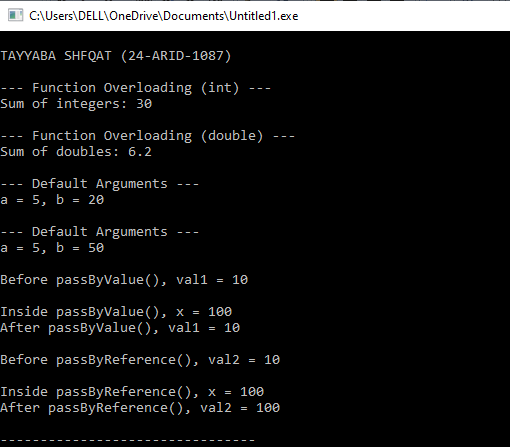 C:\Users\DELL\OneDrive\Documents\Untitled1.exe
TAYYABA SHFQAT (24-ARID-1087)
--- Function Overloading (int) ---
Sum of integers: 30
--- Function Overloading (double) ---
Sum of doubles: 6.2
--- Default Arguments ---
a = 5, b = 20
--- Default Arguments ---
a = 5, b = 50
Before passByValue(), val1 = 10
Inside passByValue(), x = 100
After passByValue(), val1 = 10
Before passByReference(), val2 = 10
Inside passByReference(), x = 100
After passByReference(), val2 = 100
--------------------------------